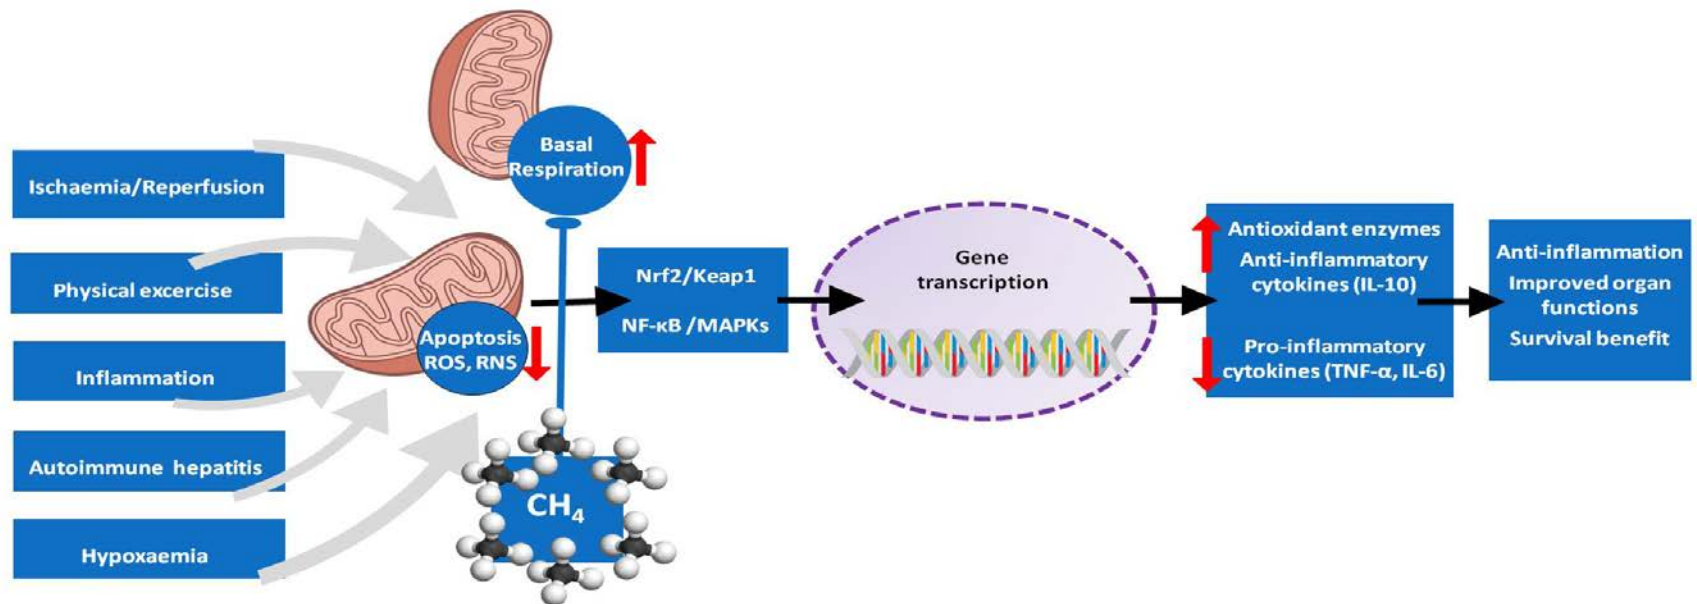 Ischaemia/Reperfusion
Physical excercise
Inflammation
Autoimmune hepatitis
Hypoxaemia
Basal
Respiration
Apoptosis
ROS, RNS
CH₄
Nrf2/Keap1
NF-κB /MAPKs
Gene
transcription
Antioxidant enzymes
Anti-inflammatory
cytokines (IL-10)
Pro-inflammatory
cytokines (TNF-α, IL-6)
Anti-inflammation
Improved organ
functions
Survival benefit